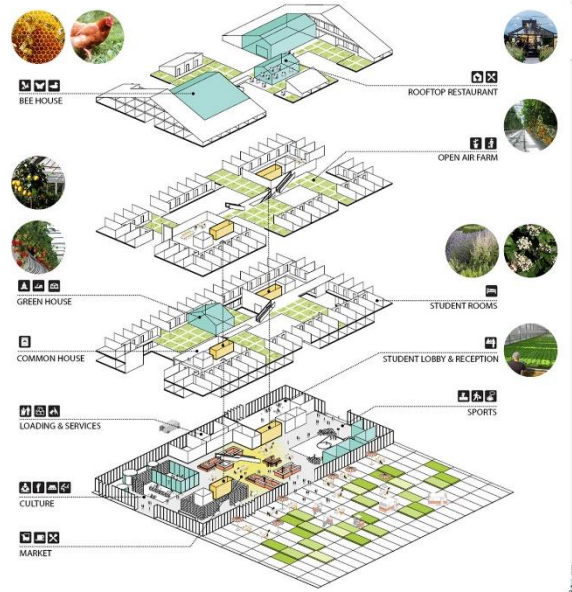 BEE HOUSE
ROOFTOP RESTAURANT
OPEN AIR FARM
GREEN HOUSE
STUDENT ROOMS
COMMON HOUSE
STUDENT LOBBY & RECEPTION
LOADING & SERVICES
SPORTS
CULTURE
MARKET